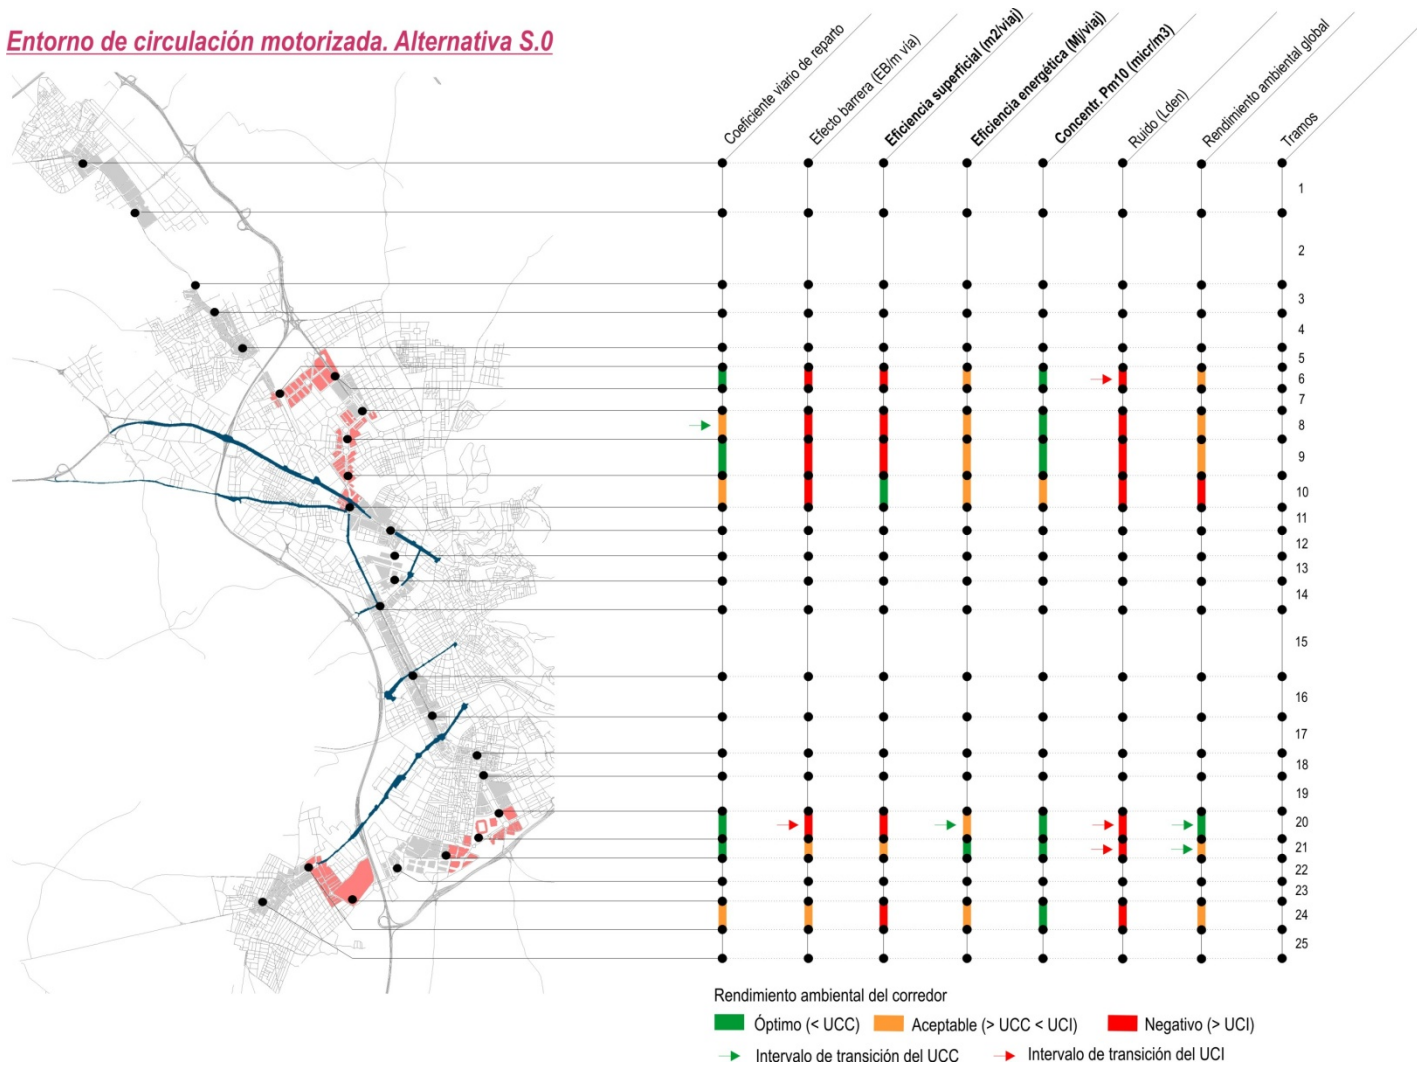 Entorno de circulación motorizada. Alternativa S.0
Coeficiente viario de reparto
Efecto barrera (EB/m vía)
Eficiencia superficial (m2/viaj)
Eficiencia energética (Mj/viaj)
Concentr. Pm10 (micr/m3)
Ruido (Lden)
Rendimiento ambiental global
Tramos
1
2
3
4
5
6
7
8
9
10
11
12
13
14
15
16
17
18
19
20
21
22
23
24
25
Rendimiento ambiental del corredor
Óptimo (< UCC) Aceptable (> UCC < UCI) Negativo (> UCI)
Intervalo de transición del UCC Intervalo de transición del UCI